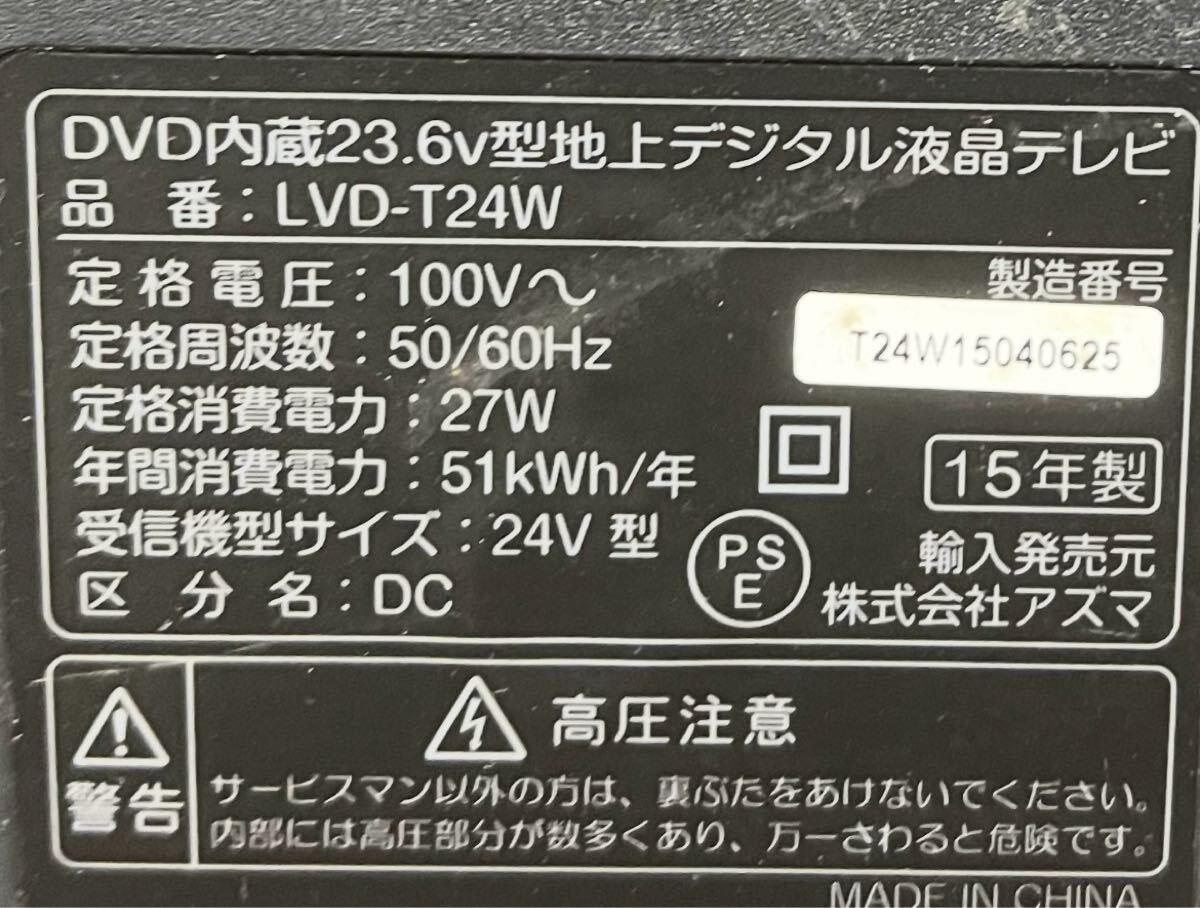 DVD内蔵23.6v型地上デジタル液晶テレビ
品 番:LVD-T24W
定格電圧:100V〜
製造番号
定格周波数:50/60Hz
T24W15040625
定格消費電力:27W
年間消費電力:51kWh/年
15年製
受信機型サイズ:24V 型
PSE
輸入発売元
区 分 名:DC
株式会社アズマ
高圧注意
警告
サービスマン以外の方は、裏ぶたをあけないでください。
内部には高圧部分が数多くあり、万一さわると危険です。
MADE IN CHINA